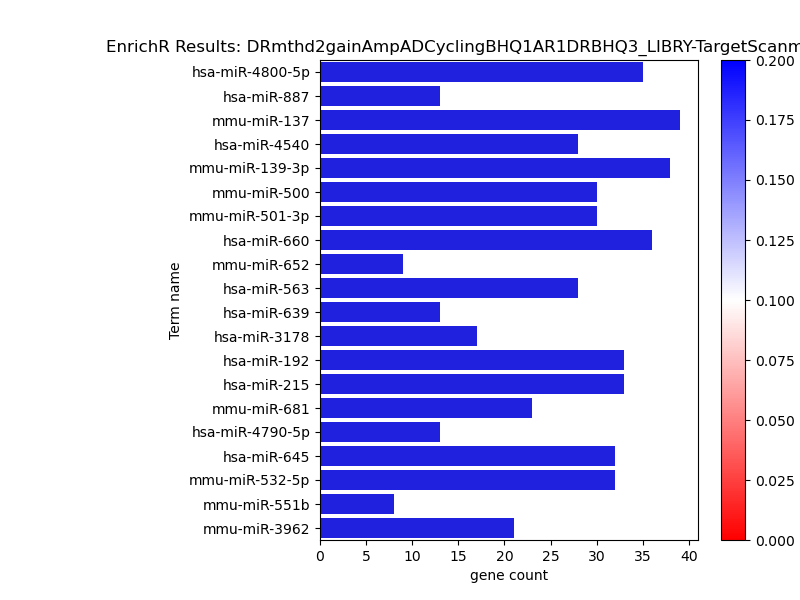 EnrichR Results: DRmthd2gainAmpADCyclingBHQ1AR1DRBHQ3_LIBRY-TargetScanm
hsa-miR-4800-5p
hsa-miR-887
mmu-miR-137
hsa-miR-4540
mmu-miR-139-3p
mmu-miR-500
mmu-miR-501-3p
hsa-miR-660
mmu-miR-652
hsa-miR-563
hsa-miR-639
hsa-miR-3178
hsa-miR-192
hsa-miR-215
mmu-miR-681
hsa-miR-4790-5p
hsa-miR-645
mmu-miR-532-5p
mmu-miR-551b
mmu-miR-3962
Term name
0 5 10 15 20 25 30 35 40
gene count
0.200
0.175
0.150
0.125
0.100
0.075
0.050
0.025
0.000